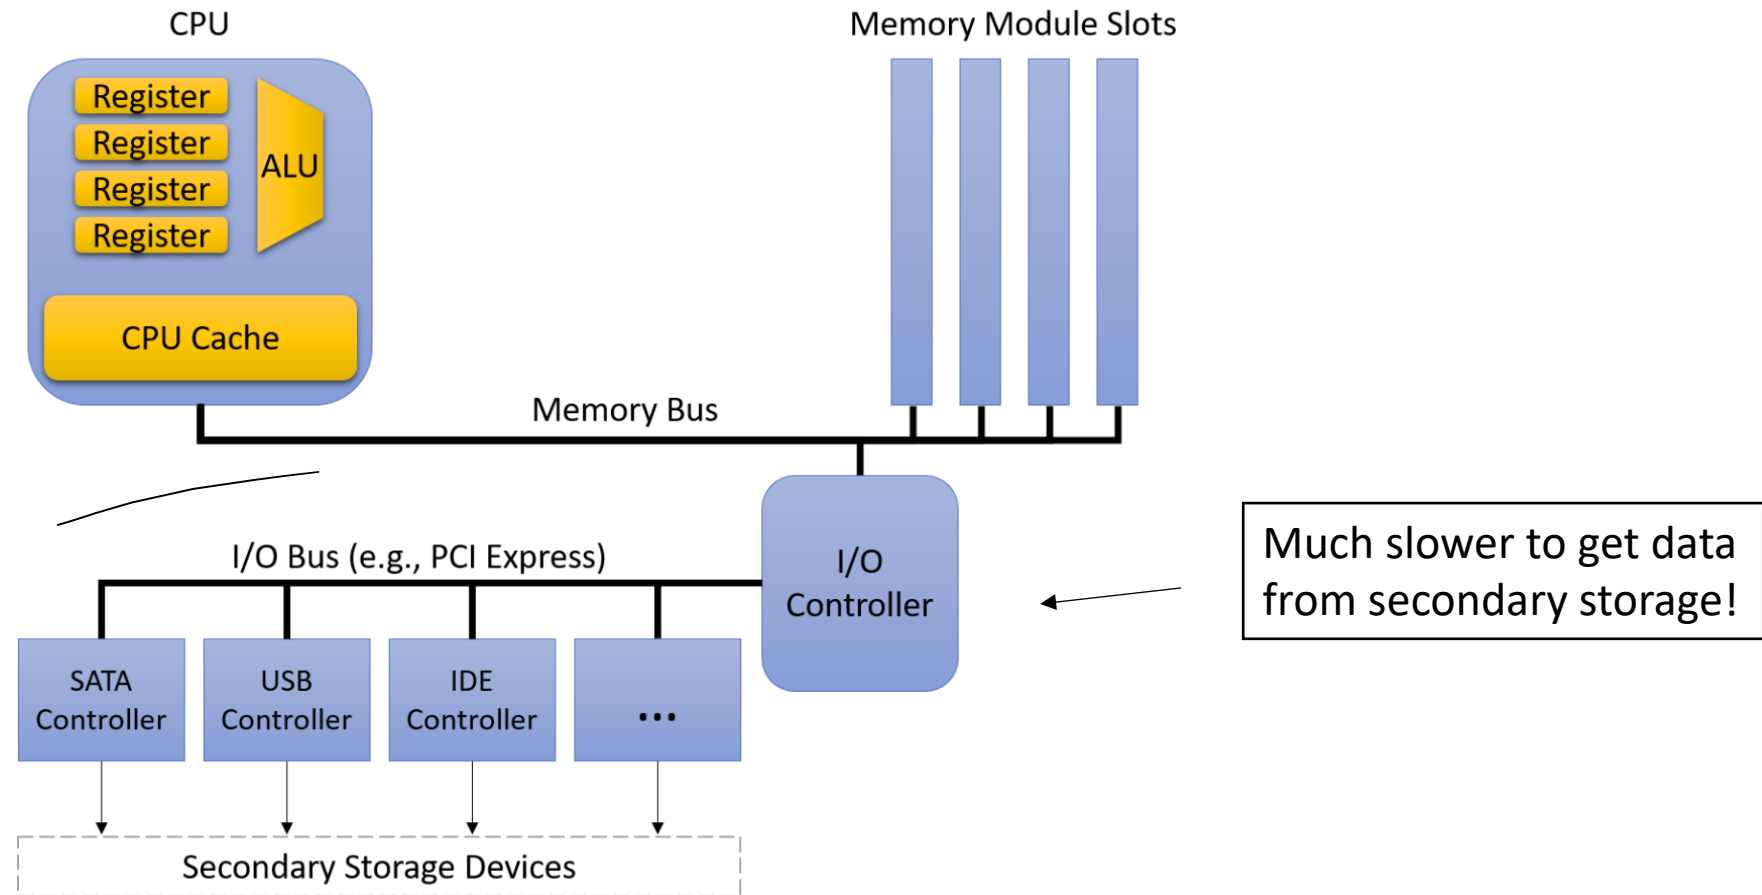 CPU
Memory Module Slots
Register
Register
Register
Register
ALU
CPU Cache
Memory Bus
I/O Bus (e.g., PCI Express)
I/O
Controller
Much slower to get data
from secondary storage!
SATA
Controller
USB
Controller
IDE
Controller
...
Secondary Storage Devices